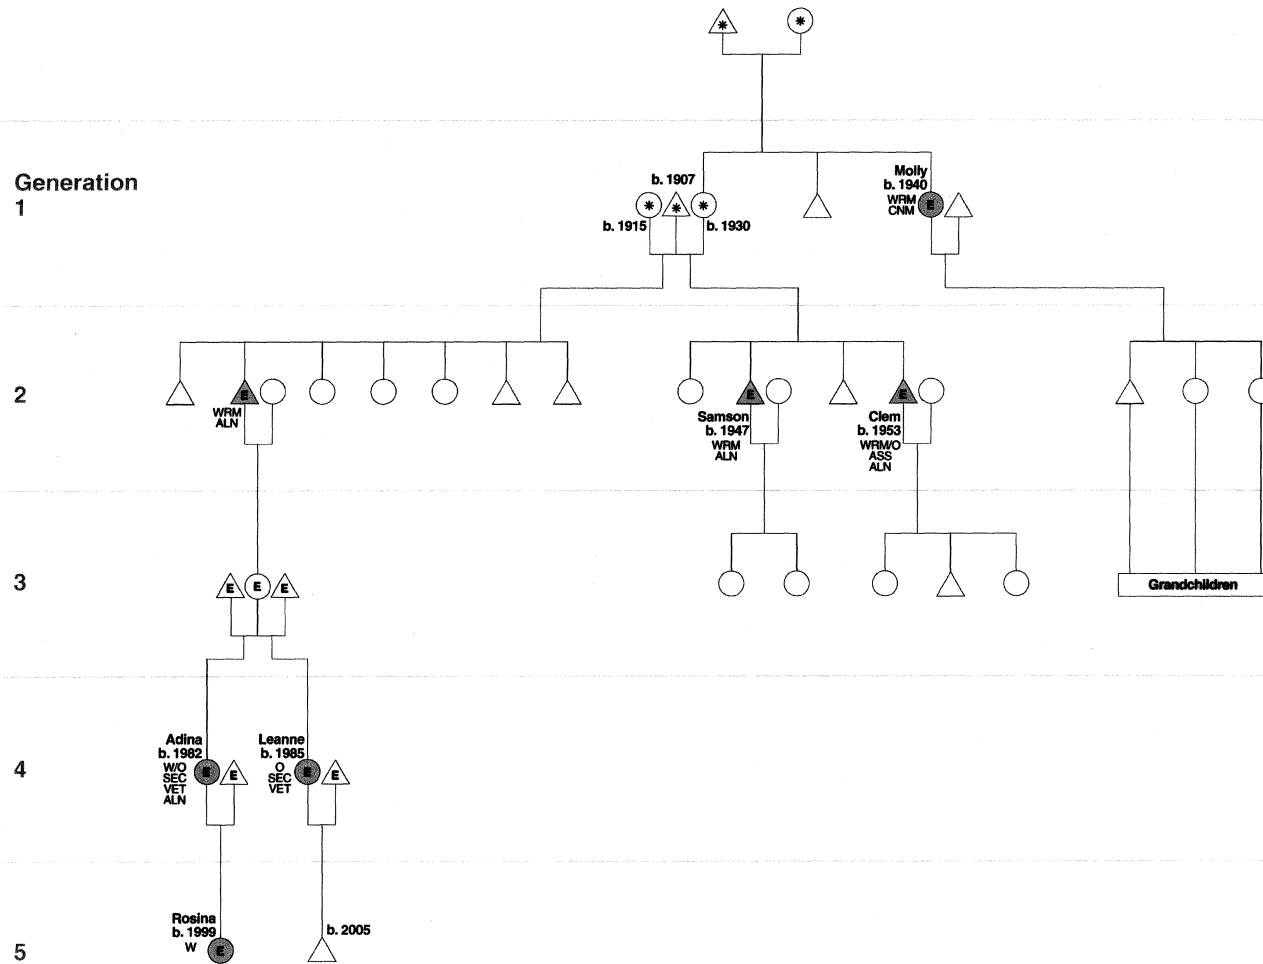 *
*
Generation
1
b. 1907
*
*
*
b. 1915
b. 1930
Molly
b. 1940
WRM
CNM
E
2
E
WRM
ALN
E
Samson
b. 1947
WRM
ALN
E
Clem
b. 1953
WRM/O
ASS
ALN
3
E
E
E
Grandchildren
4
Adina
b. 1982
W/O
SEC
VET
ALN
E
E
Leanne
b. 1985
O
SEC
VET
E
E
5
Rosina
b. 1999
W
E
b. 2005